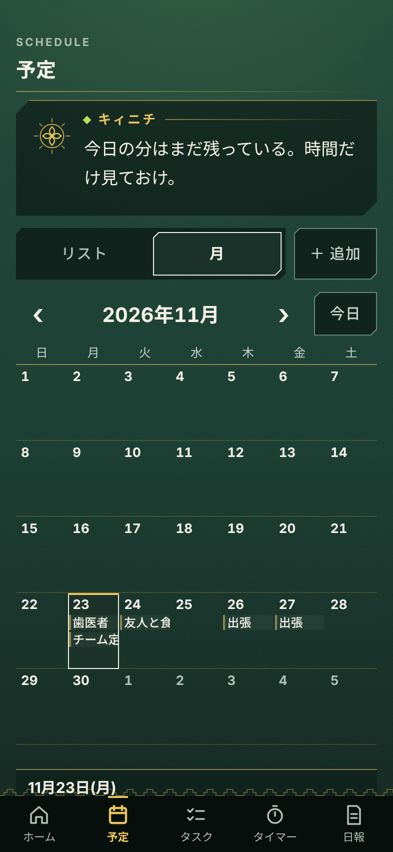 SCHEDULE
予定
キィニチ
今日の分はまだ残っている。時間だ
け見ておけ。
リスト
月
＋ 追加
‹ 2026年11月 ›
今日
日 月 火 水 木 金 土
1 2 3 4 5 6 7
8 9 10 11 12 13 14
15 16 17 18 19 20 21
22 23 24 25 26 27 28
歯医者 友人と食 出張 出張
チーム定
29 30 1 2 3 4 5
11月23日(月)
ホーム 予定 タスク タイマー 日報